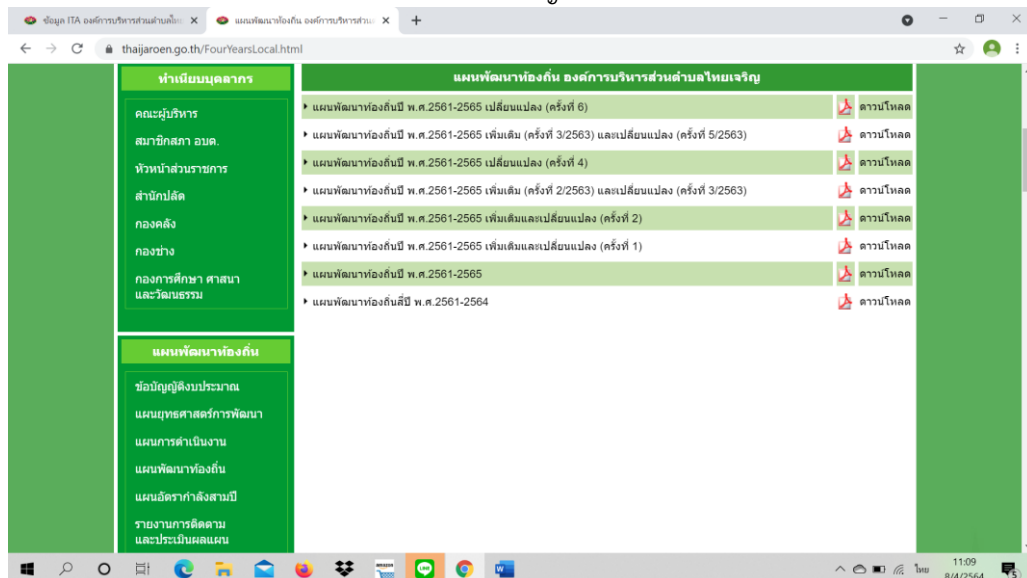 ข้อมูล ITA องค์การบริหารส่วนตำบลไทย
แผนพัฒนาท้องถิ่น องค์การบริหารส่วน
thaijaroen.go.th/FourYearsLocal.html
ทำเนียบบุคลากร
คณะผู้บริหาร
สมาชิกสภา อบต.
หัวหน้าส่วนราชการ
สำนักปลัด
กองคลัง
กองช่าง
กองการศึกษา ศาสนา
และวัฒนธรรม
แผนพัฒนาท้องถิ่น
ข้อบัญญัติงบประมาณ
แผนยุทธศาสตร์การพัฒนา
แผนการดำเนินงาน
แผนพัฒนาท้องถิ่น
แผนอัตรากำลังสามปี
รายงานการติดตาม
และประเมินผลแผน
แผนพัฒนาท้องถิ่น องค์การบริหารส่วนตำบลไทยเจริญ
แผนพัฒนาท้องถิ่นปี พ.ศ.2561-2565 เปลี่ยนแปลง (ครั้งที่ 6) ดาวน์โหลด
แผนพัฒนาท้องถิ่นปี พ.ศ.2561-2565 เพิ่มเติม (ครั้งที่ 3/2563) และเปลี่ยนแปลง (ครั้งที่ 5/2563) ดาวน์โหลด
แผนพัฒนาท้องถิ่นปี พ.ศ.2561-2565 เปลี่ยนแปลง (ครั้งที่ 4) ดาวน์โหลด
แผนพัฒนาท้องถิ่นปี พ.ศ.2561-2565 เพิ่มเติม (ครั้งที่ 2/2563) และเปลี่ยนแปลง (ครั้งที่ 3/2563) ดาวน์โหลด
แผนพัฒนาท้องถิ่นปี พ.ศ.2561-2565 เพิ่มเติมและเปลี่ยนแปลง (ครั้งที่ 2) ดาวน์โหลด
แผนพัฒนาท้องถิ่นปี พ.ศ.2561-2565 เพิ่มเติมและเปลี่ยนแปลง (ครั้งที่ 1) ดาวน์โหลด
แผนพัฒนาท้องถิ่นปี พ.ศ.2561-2565 ดาวน์โหลด
แผนพัฒนาท้องถิ่นสี่ปี พ.ศ.2561-2564 ดาวน์โหลด
amazon
LINE
W
ไทย
11:09
8/4/2564
5